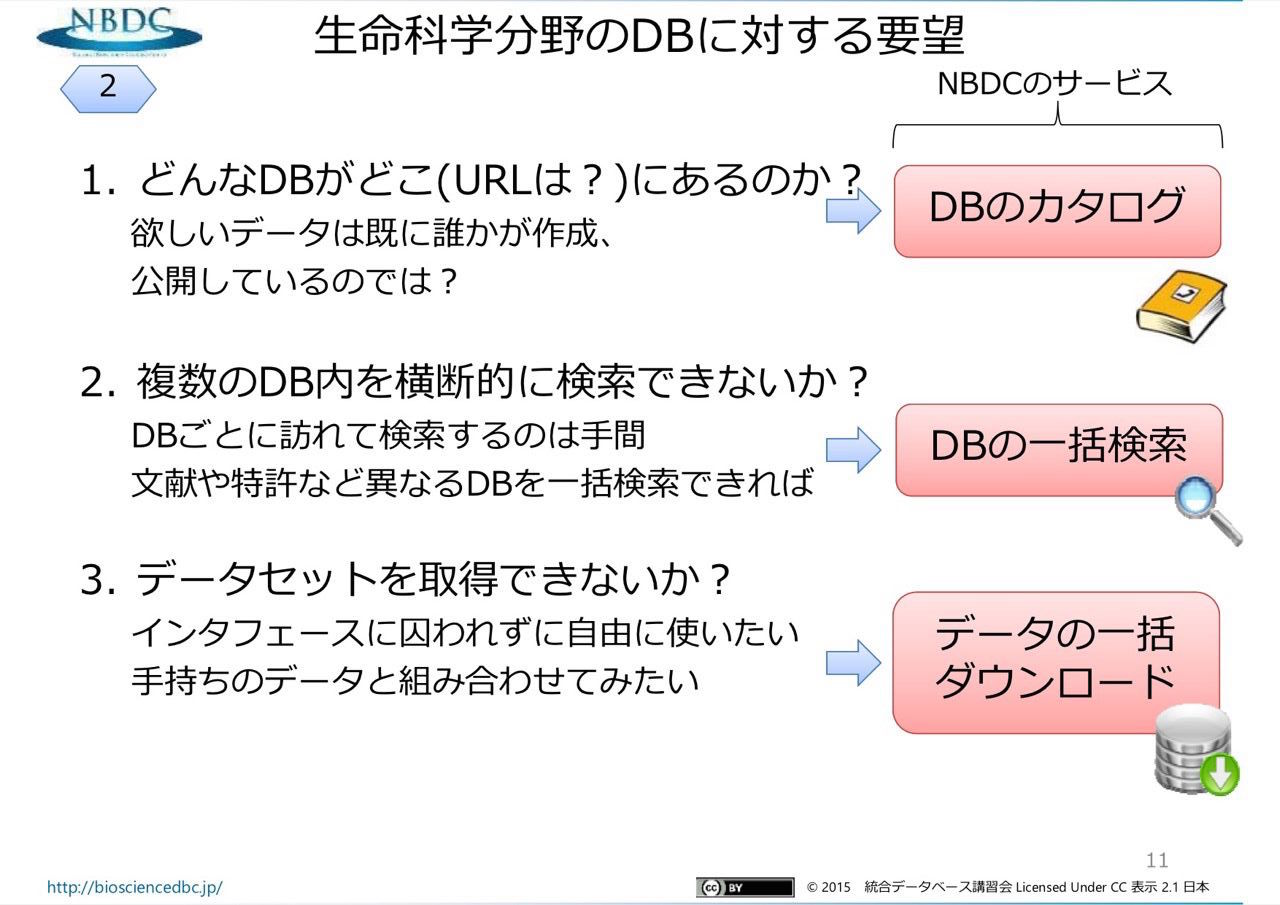 NBDC
生命科学分野のDBに対する要望
2
NBDCのサービス
1. どんなDBがどこ(URLは？)にあるのか？
欲しいデータは既に誰かが作成、
公開しているのでは？
DBのカタログ
2. 複数のDB内を横断的に検索できないか？
DBごとに訪れて検索するのは手間
文献や特許など異なるDBを一括検索できれば
DBの一括検索
3. データセットを取得できないか？
インタフェースに囚われずに自由に使いたい
手持ちのデータと組み合わせてみたい
データの一括
ダウンロード
11
http://biosciencedbc.jp/
cc BY
© 2015 統合データベース講習会 Licensed Under CC 表示 2.1 日本